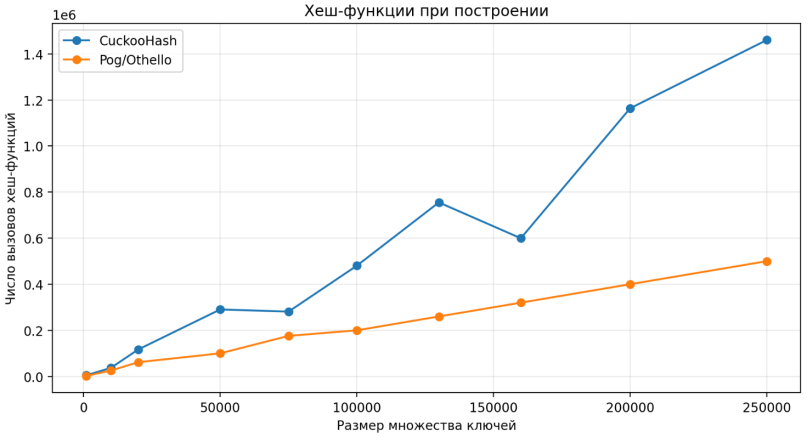 Хеш-функции при построении
1e6
CuckooHash
Pog/Othello
1.4
1.2
1.0
0.8
0.6
0.4
0.2
0.0
Число вызовов хеш-функций
0 50000 100000 150000 200000 250000
Размер множества ключей